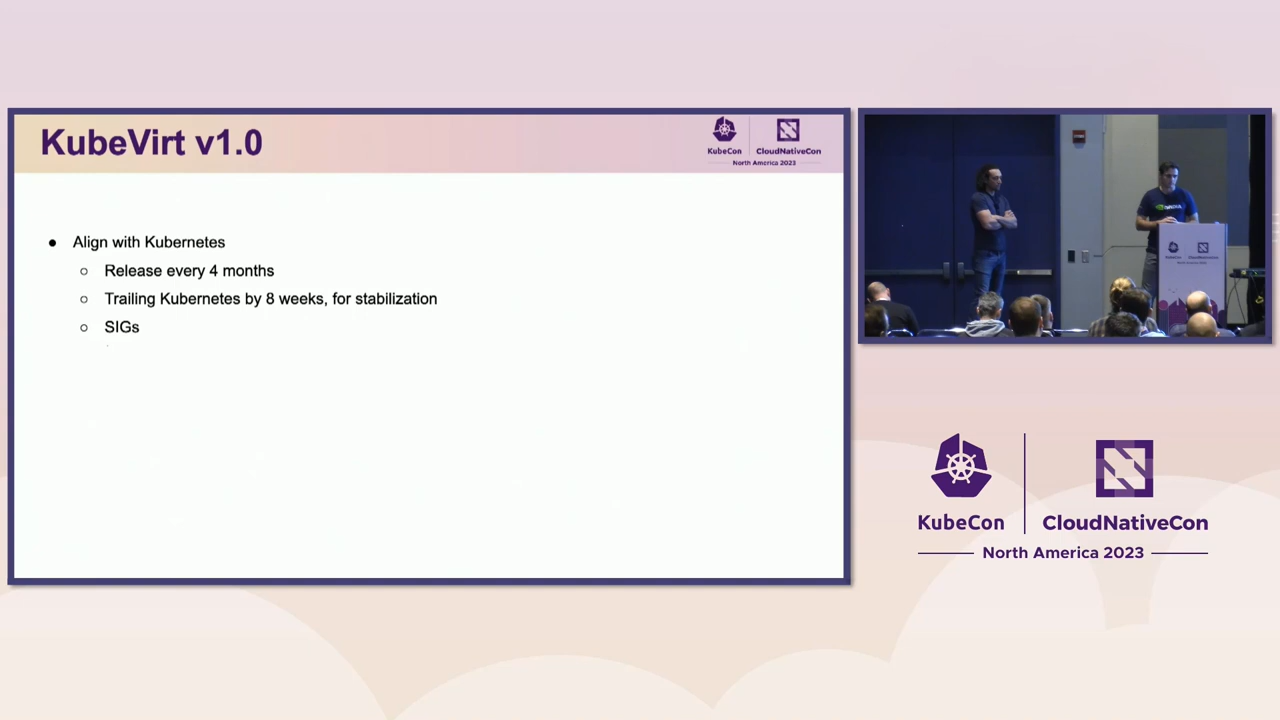 KubeVirt v1.0
KubeCon
CloudNativeCon
North America 2023
Align with Kubernetes
Release every 4 months
Trailing Kubernetes by 8 weeks, for stabilization
SIGs
KubeCon
CloudNativeCon
North America 2023